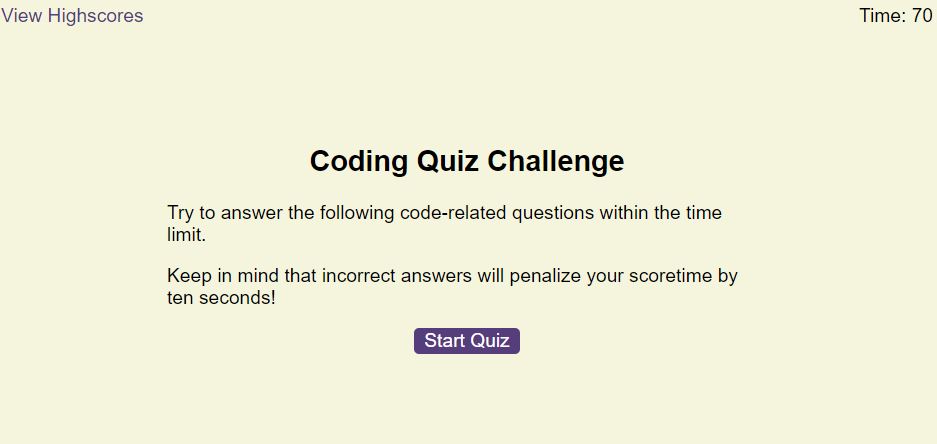 View Highscores
Time: 70
Coding Quiz Challenge
Try to answer the following code-related questions within the time
limit.
Keep in mind that incorrect answers will penalize your scoretime by
ten seconds!
Start Quiz